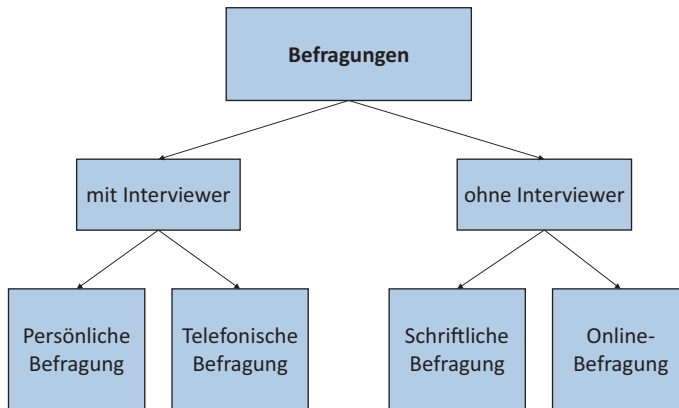 Befragungen
mit Interviewer
ohne Interviewer
Persönliche
Befragung
Telefonische
Befragung
Schriftliche
Befragung
Online-
Befragung